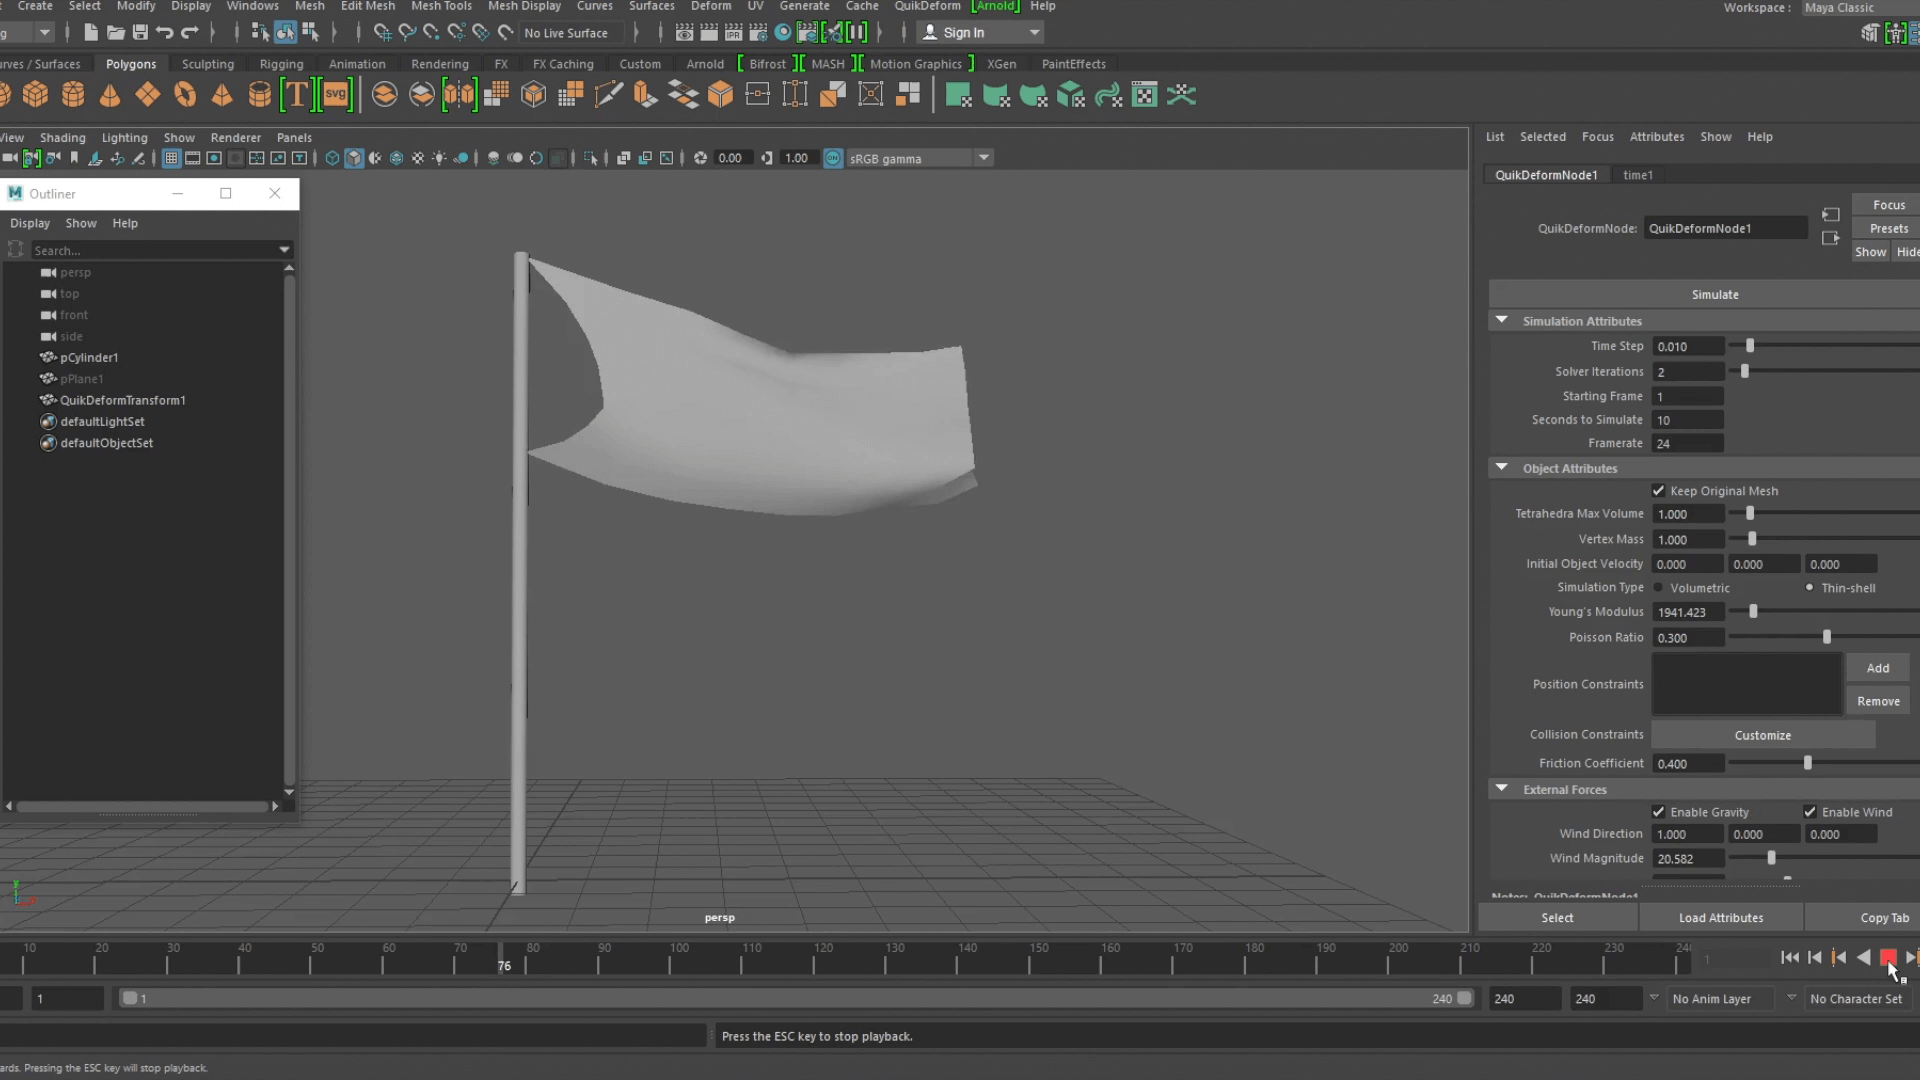 Create Select Modify Display Windows Mesh Edit Mesh Mesh Tools Mesh Display Curves Surfaces Deform UV Generate Cache QuikDeform [Arnold] Help
Workspace : Maya Classic
No Live Surface
Sign In
rves / Surfaces Polygons Sculpting Rigging Animation Rendering FX FX Caching Custom Arnold Bifrost MASH Motion Graphics XGen PaintEffects
T svg
View Shading Lighting Show Renderer Panels
0.00 1.00 ON sRGB gamma
List Selected Focus Attributes Show Help
QuikDeformNode1 time1
Outliner
Display Show Help
Search...
persp
top
front
side
pCylinder1
pPlane1
QuikDeformTransform1
defaultLightSet
defaultObjectSet
Focus
QuikDeformNode: QuikDeformNode1
Presets
Show Hide
Simulate
Simulation Attributes
Time Step 0.010
Solver Iterations 2
Starting Frame 1
Seconds to Simulate 10
Framerate 24
Object Attributes
Keep Original Mesh
Tetrahedra Max Volume 1.000
Vertex Mass 1.000
Initial Object Velocity 0.000 0.000 0.000
Simulation Type Volumetric Thin-shell
Young's Modulus 1941.423
Poisson Ratio 0.300
Add
Position Constraints
Remove
Collision Constraints Customize
Friction Coefficient 0.400
External Forces
Enable Gravity Enable Wind
Wind Direction 1.000 0.000 0.000
Wind Magnitude 20.582
Notes: QuikDeformNode1
Select Load Attributes Copy Tab
y
persp
10 20 30 40 50 60 70 80 90 100 110 120 130 140 150 160 170 180 190 200 210 220 230 24
76
1
1 1 240 240 240 No Anim Layer No Character Set
Press the ESC key to stop playback.
ards. Pressing the ESC key will stop playback.